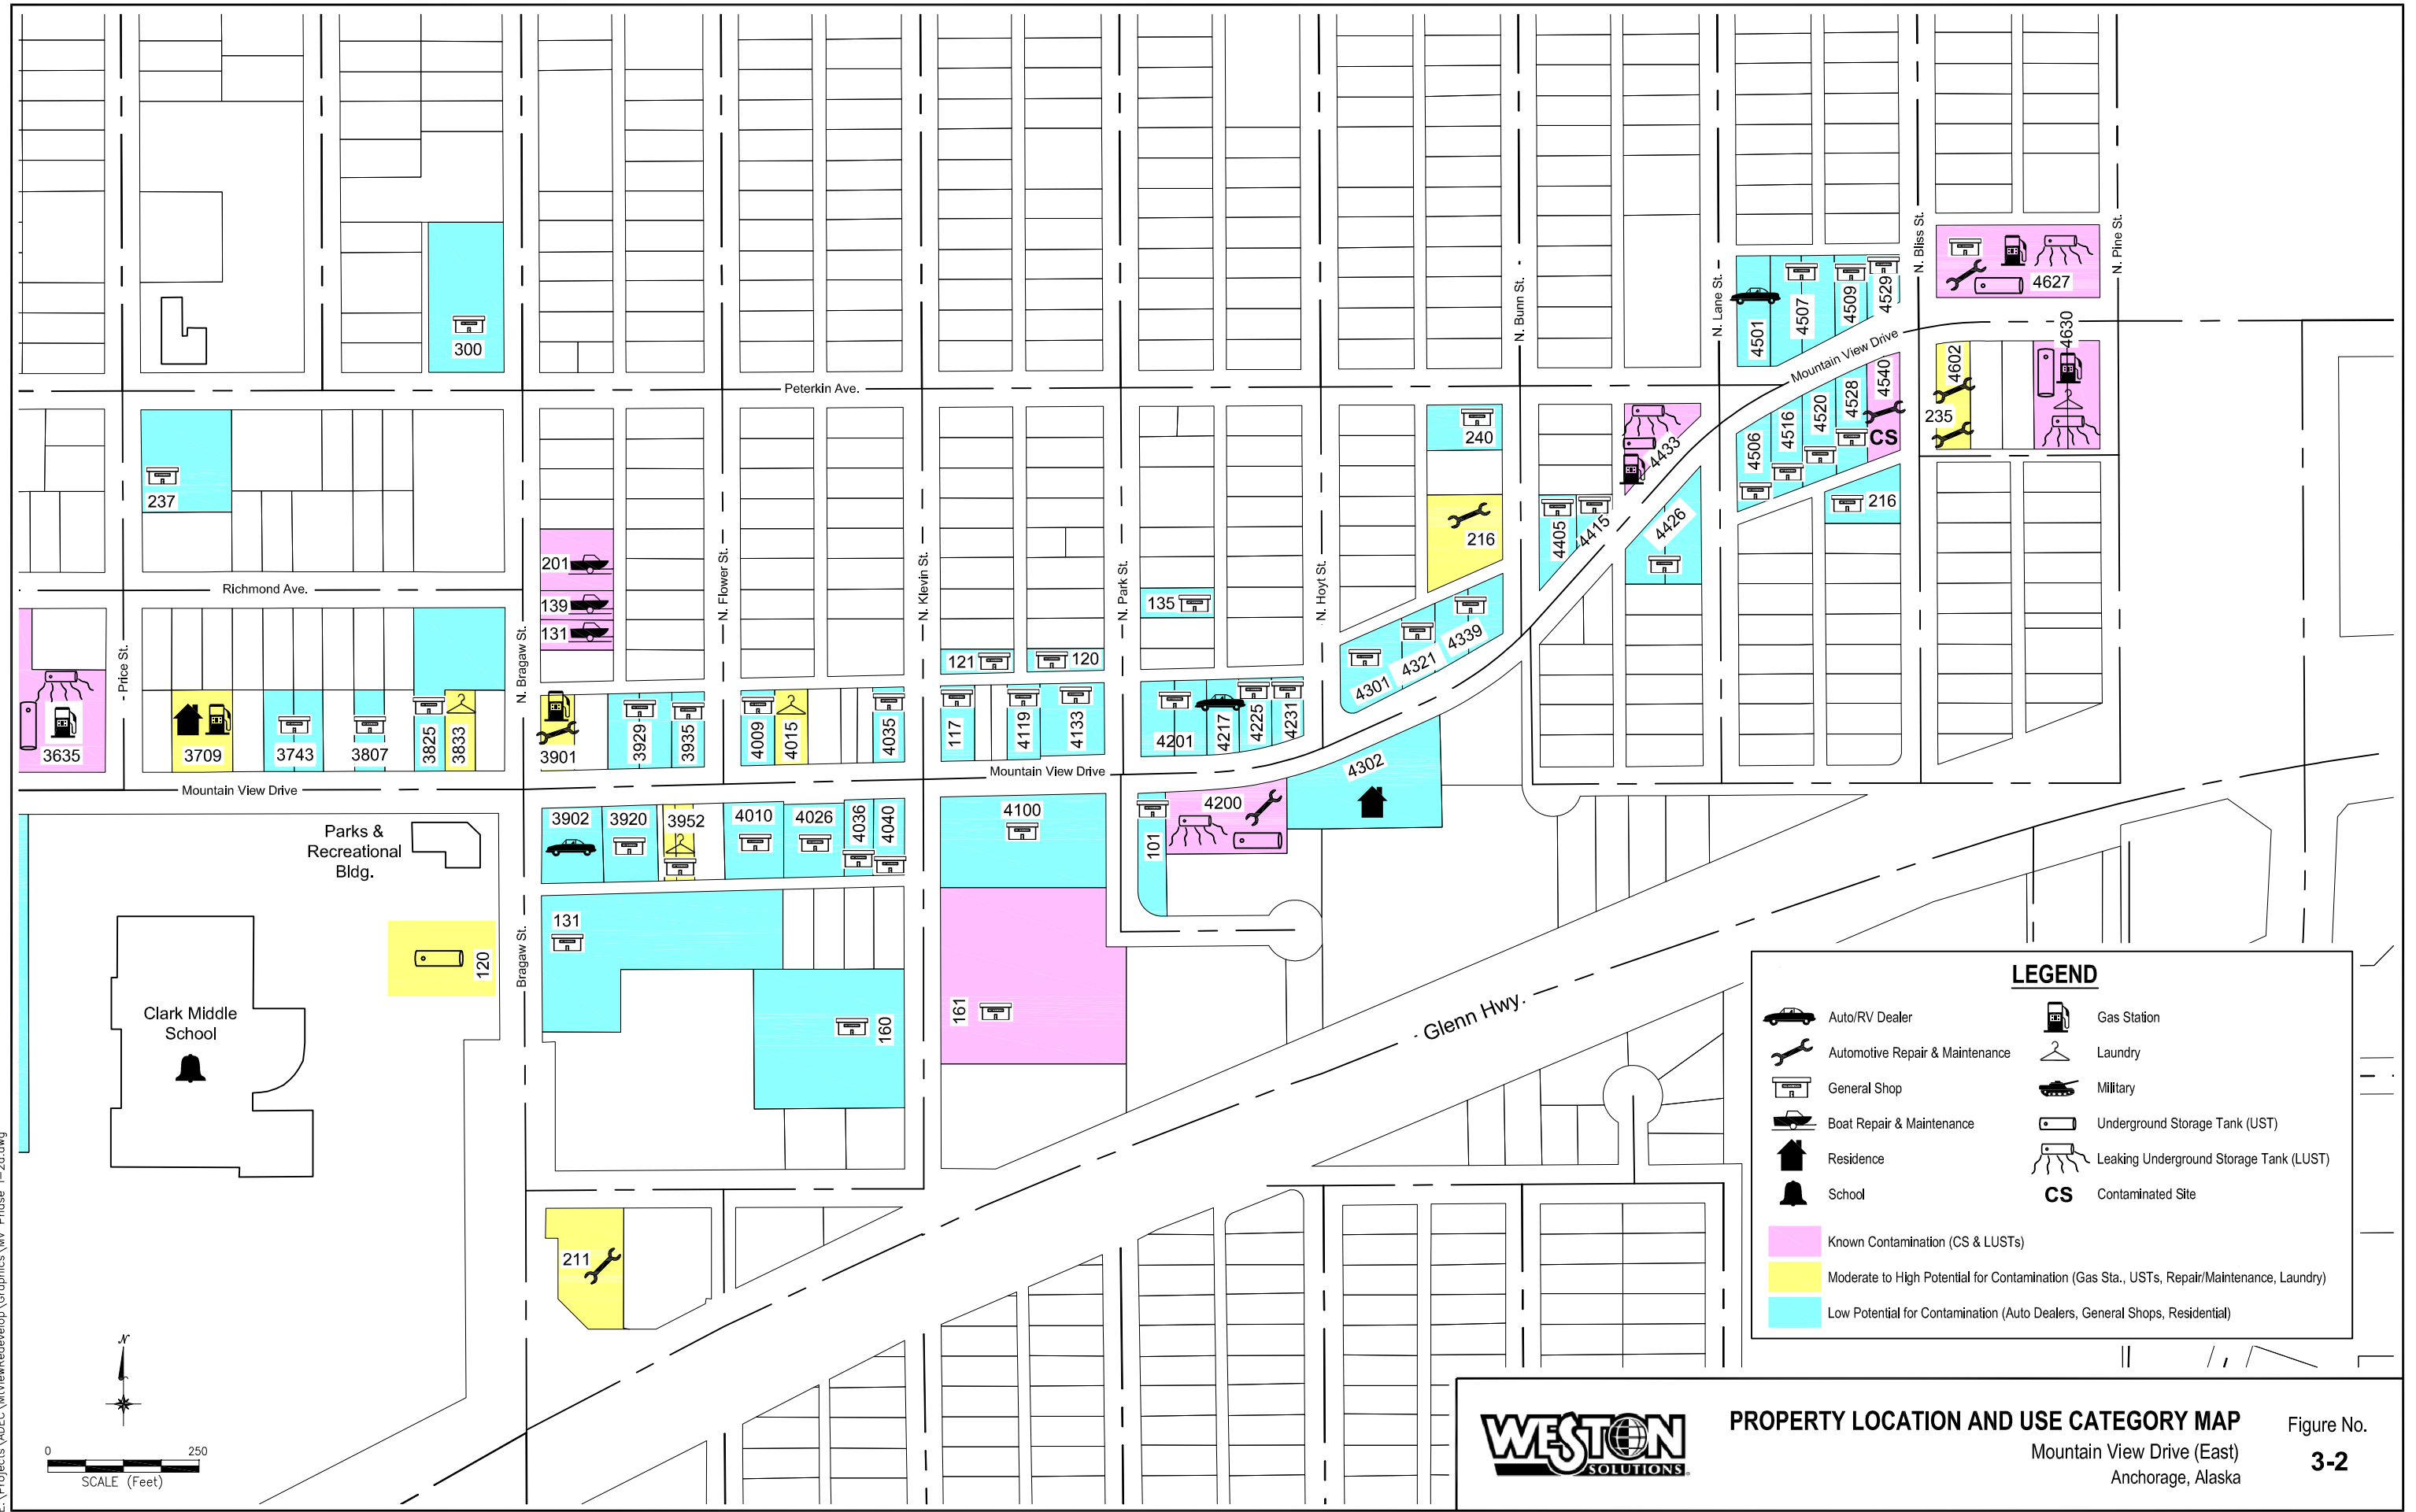 300
Peterkin Ave.
237
Richmond Ave.
Price St.
N. Bragaw St.
N. Flower St.
N. Klevin St.
N. Park St.
N. Hoyt St.
N. Bunn St.
N. Lane St.
N. Bliss St.
N. Pine St.
4627
4501
4507
4509
4529
Mountain View Drive
4630
4602
235
4506
4516
4520
4528
4540
CS
216
240
216
4433
4405
4415
4426
201
139
131
135
121
120
4301
4321
4339
3635
3709
3743
3807
3825
3833
3901
3929
3935
4009
4015
4035
117
4119
4133
4201
4217
4225
4231
Mountain View Drive
Mountain View Drive
4302
Parks &
Recreational
Bldg.
3902
3920
3952
4010
4026
4036
4040
4100
101
4200
131
160
161
120
Bragaw St.
Clark Middle
School
211
Glenn Hwy.
LEGEND
Auto/RV Dealer
Gas Station
Automotive Repair & Maintenance
Laundry
General Shop
Military
Boat Repair & Maintenance
Underground Storage Tank (UST)
Residence
Leaking Underground Storage Tank (LUST)
School
CS Contaminated Site
Known Contamination (CS & LUSTs)
Moderate to High Potential for Contamination (Gas Sta., USTs, Repair/Maintenance, Laundry)
Low Potential for Contamination (Auto Dealers, General Shops, Residential)
N
0 250
SCALE (Feet)
WESTON
SOLUTIONS
PROPERTY LOCATION AND USE CATEGORY MAP
Mountain View Drive (East)
Anchorage, Alaska
Figure No.
3-2